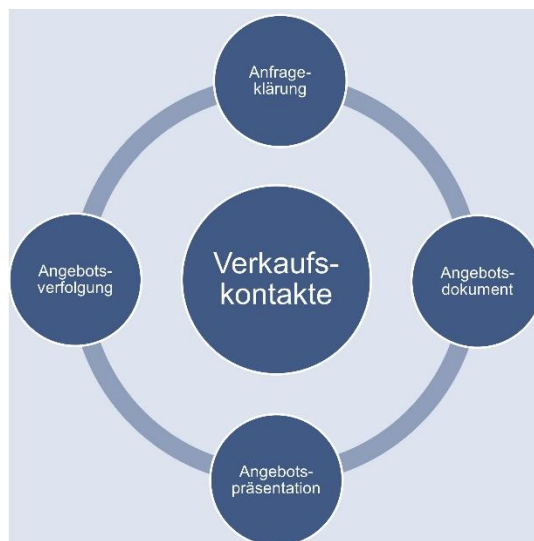 Anfrage-
klärung
Verkaufs-
kontakte
Angebots-
verfolgung
Angebots-
dokument
Angebots-
präsentation